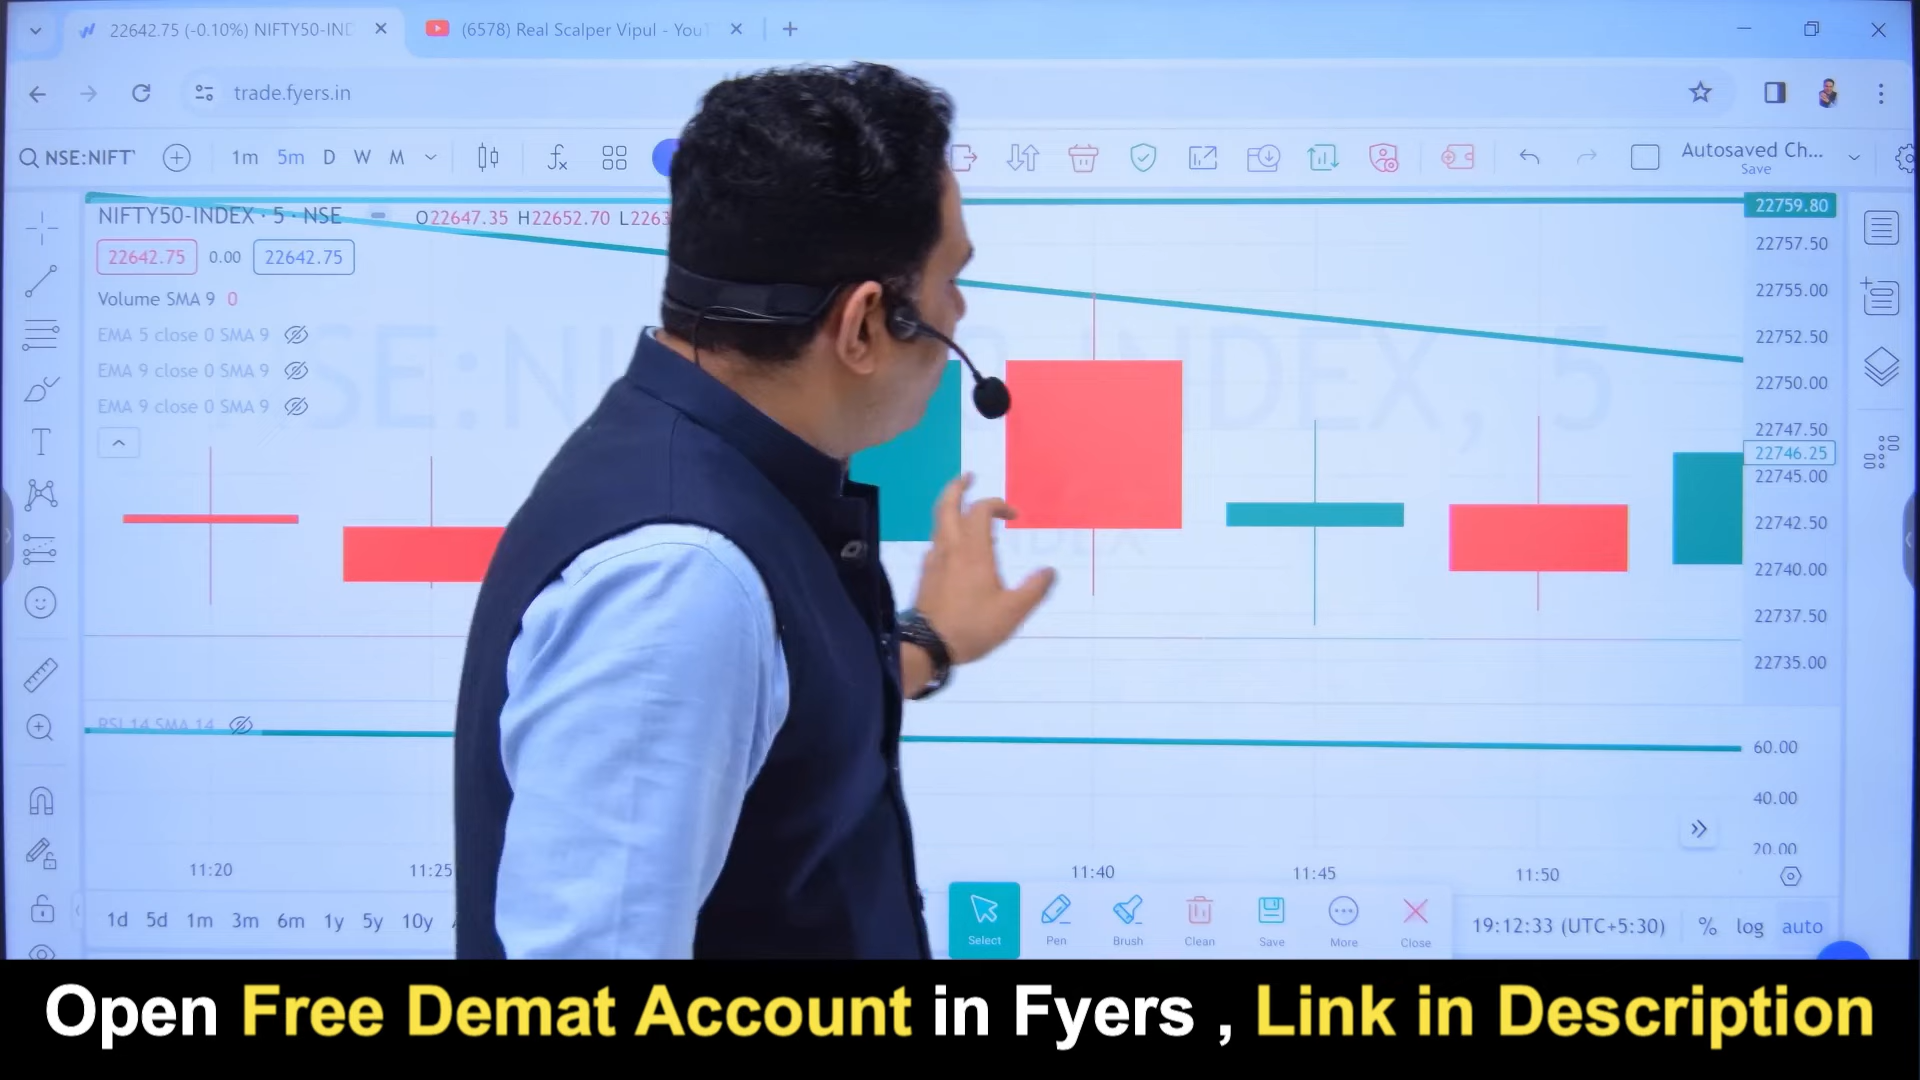 22642.75 (-0.10%) NIFTY50-IND
(6578) Real Scalper Vipul - YouT
trade.fyers.in
NSE:NIFT
1m 5m D W M
Autosaved Ch...
Save
NIFTY50-INDEX · 5 · NSE
O22647.35 H22652.70 L2263
22642.75 0.00 22642.75
Volume SMA 9 0
EMA 5 close 0 SMA 9
EMA 9 close 0 SMA 9
EMA 9 close 0 SMA 9
RSI 14 SMA 14
22759.80
22757.50
22755.00
22752.50
22750.00
22747.50
22746.25
22745.00
22742.50
22740.00
22737.50
22735.00
60.00
40.00
20.00
11:20 11:25 11:40 11:45 11:50
1d 5d 1m 3m 6m 1y 5y 10y
Select Pen Brush Clean Save More Close
19:12:33 (UTC+5:30) % log auto
Open Free Demat Account in Fyers , Link in Description